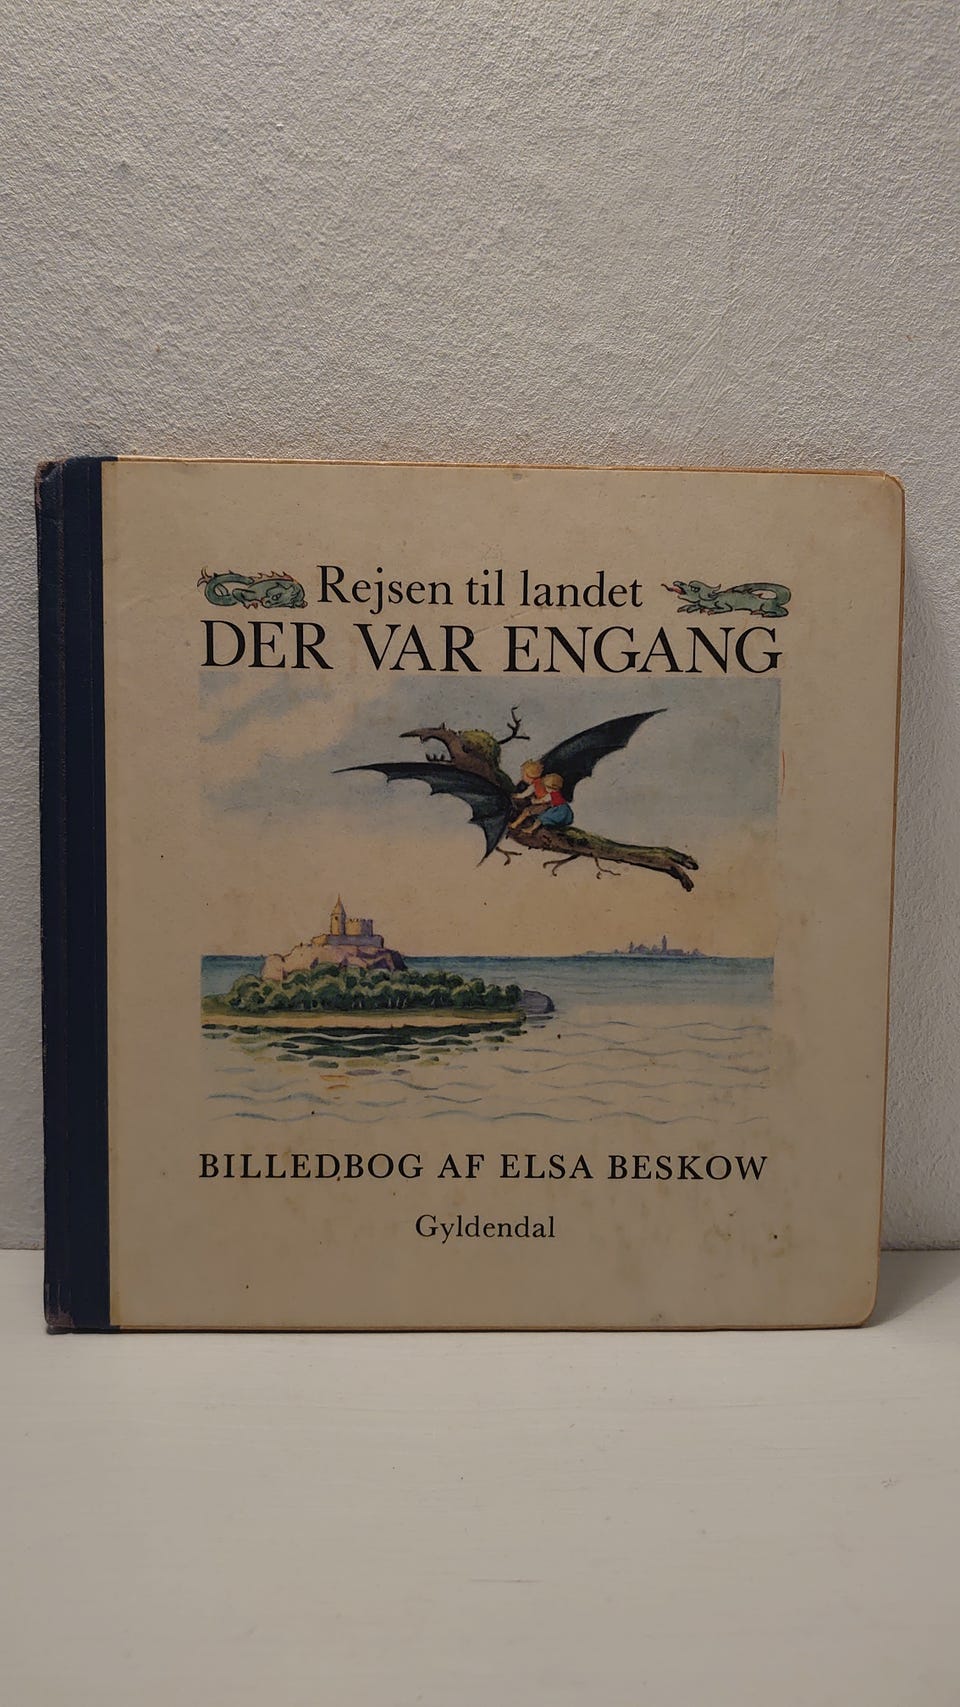 Rejsen til landet
DER VAR ENGANG
BILLEDBOG AF ELSA BESKOW
Gyldendal